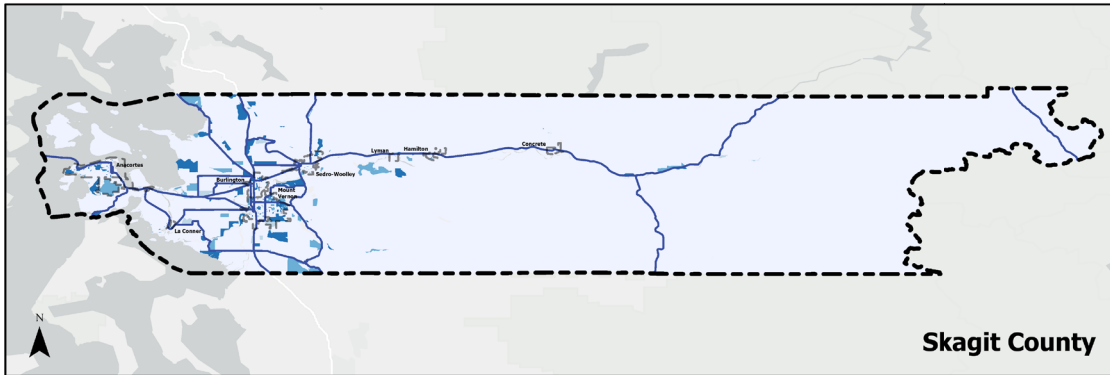 Concrete
Lyman
Hamilton
Anacortes
Sedro-Woolley
Burlington
Mount
Vernon
La Conner
N
Skagit County